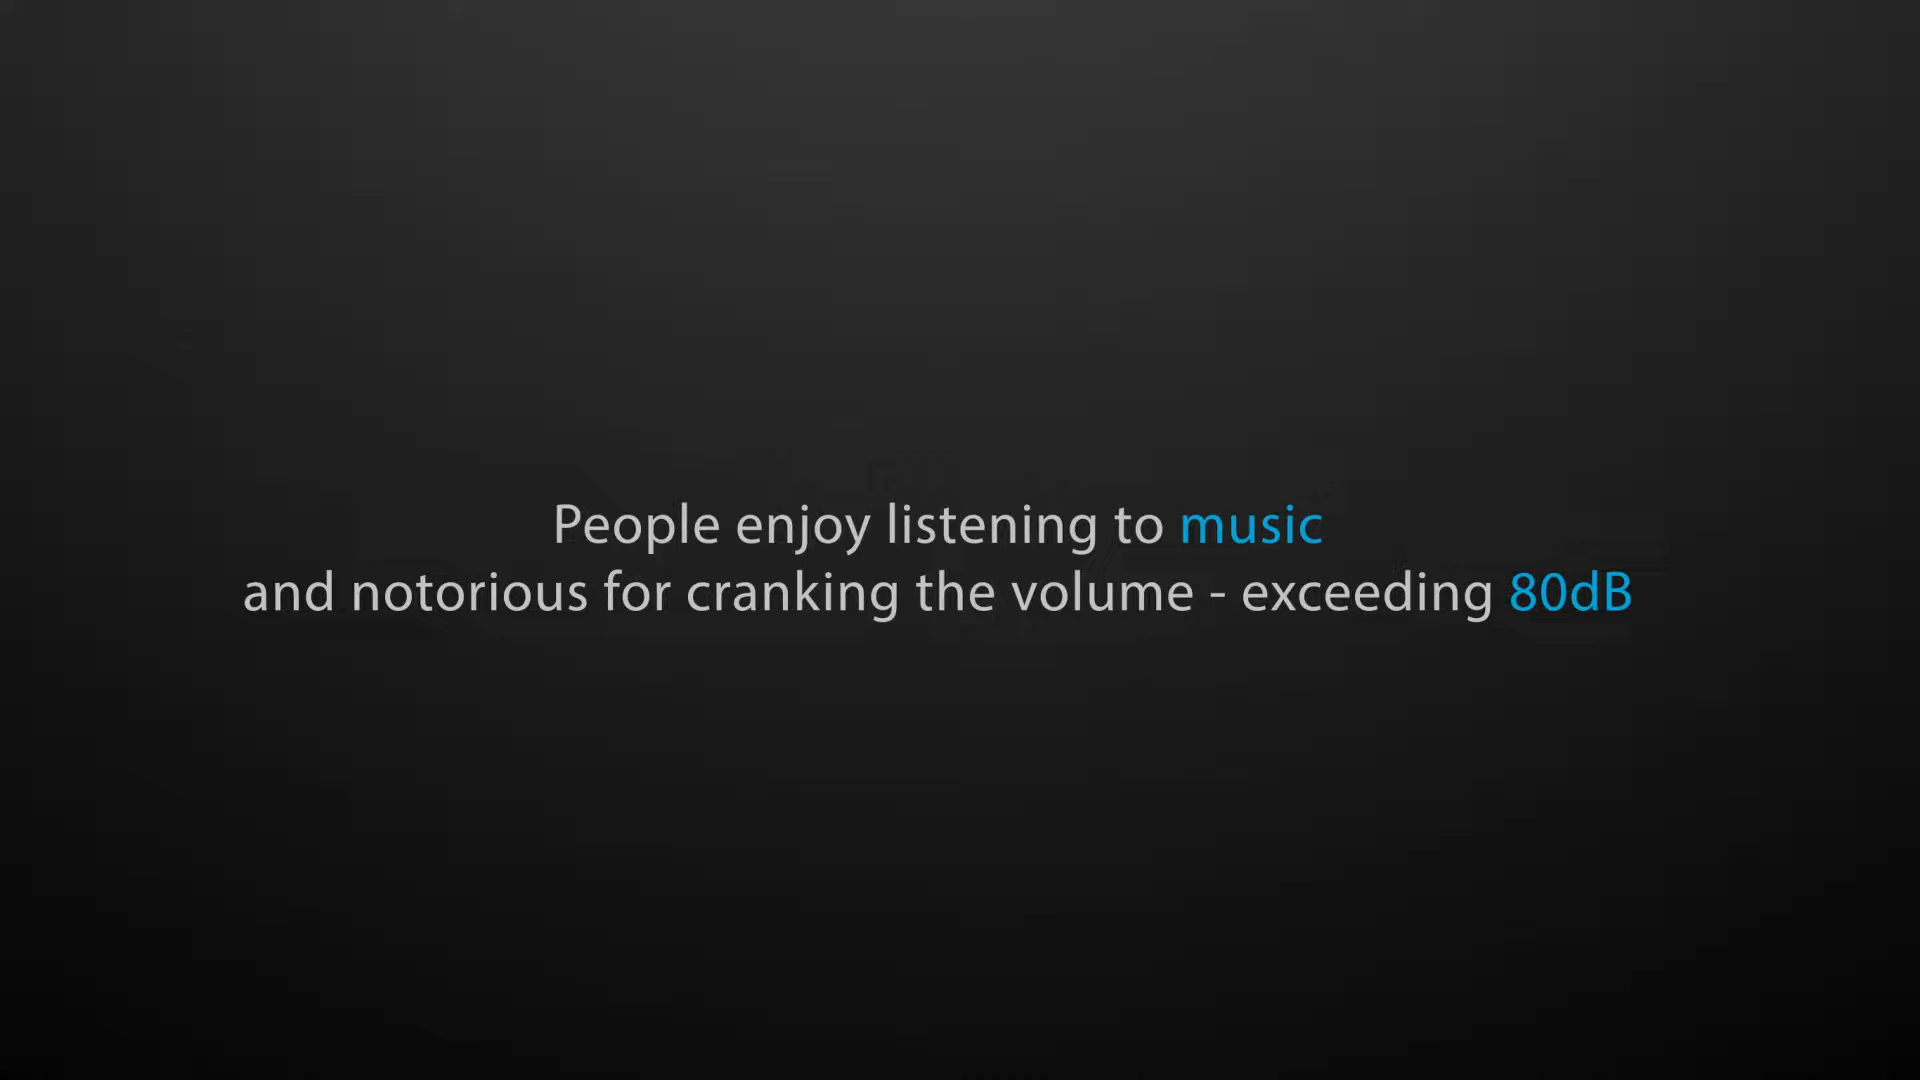 People enjoy listening to music
and notorious for cranking the volume - exceeding 80dB